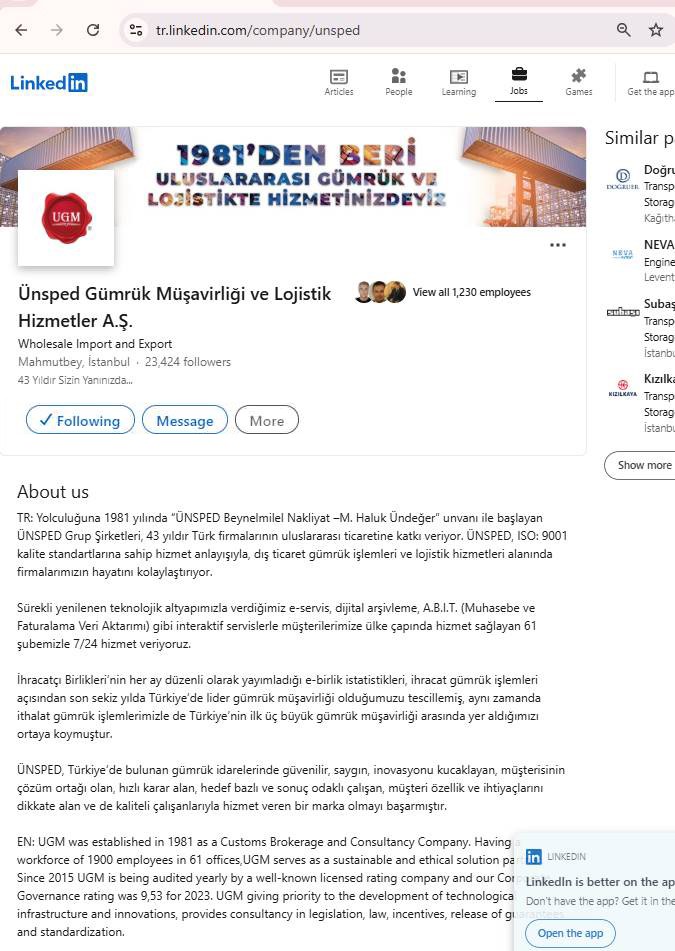 tr.linkedin.com/company/unsped
Linked in
Articles
People
Learning
Jobs
Games
Get the app
1981'DEN BERİ
ULUSLARARASI GÜMRÜK VE
LOJİSTİKTE HİZMETİNİZDEYİZ
UGM
Ünsped Gümrük Müşavirliği ve Lojistik
Hizmetler A.Ş.
View all 1,230 employees
Wholesale Import and Export
Mahmutbey, İstanbul · 23,424 followers
43 Yıldır Sizin Yanınızda...
Following
Message
More
About us
TR: Yolculuğuna 1981 yılında “ÜNSPED Beynelmilel Nakliyat –M. Haluk Ündeğer” unvanı ile başlayan
ÜNSPED Grup Şirketleri, 43 yıldır Türk firmalarının uluslararası ticaretine katkı veriyor. ÜNSPED, ISO: 9001
kalite standartlarına sahip hizmet anlayışıyla, dış ticaret gümrük işlemleri ve lojistik hizmetleri alanında
firmalarımızın hayatını kolaylaştırıyor.
Sürekli yenilenen teknolojik altyapımızla verdiğimiz e-servis, dijital arşivleme, A.B.I.T. (Muhasebe ve
Faturalama Veri Aktarımı) gibi interaktif servislerle müşterilerimize ülke çapında hizmet sağlayan 61
şubemizle 7/24 hizmet veriyoruz.
İhracatçı Birlikleri’nin her ay düzenli olarak yayımladığı e-birlik istatistikleri, ihracat gümrük işlemleri
açısından son sekiz yılda Türkiye’de lider gümrük müşavirliği olduğumuzu tescillemiş, aynı zamanda
ithalat gümrük işlemlerimizle de Türkiye’nin ilk üç büyük gümrük müşavirliği arasında yer aldığımızı
ortaya koymuştur.
ÜNSPED, Türkiye’de bulunan gümrük idarelerinde güvenilir, saygın, inovasyonu kucaklayan, müşterisinin
çözüm ortağı olan, hızlı karar alan, hedef bazlı ve sonuç odaklı çalışan, müşteri özellik ve ihtiyaçlarını
dikkate alan ve de kaliteli çalışanlarıyla hizmet veren bir marka olmayı başarmıştır.
EN: UGM was established in 1981 as a Customs Brokerage and Consultancy Company. Having a
workforce of 1900 employees in 61 offices,UGM serves as a sustainable and ethical solution
Since 2015 UGM is being audited yearly by a well-known licensed rating company and our
Governance rating was 9,53 for 2023. UGM giving priority to the development of technological
infrastructure and innovations, provides consultancy in legislation, law, incentives, release of guarantees
and standardization.
Similar pa
DOĞRUER
Doğru
Transp
Storag
Kağıth
NEVA
NEVA
Engine
Levent
Subaş
Transp
Storag
İstanbu
KIZILKAYA
Kızılka
Transp
Storag
İstanbu
Show more
LINKEDIN
LinkedIn is better on the ap
Don't have the app? Get it in the
Open the app